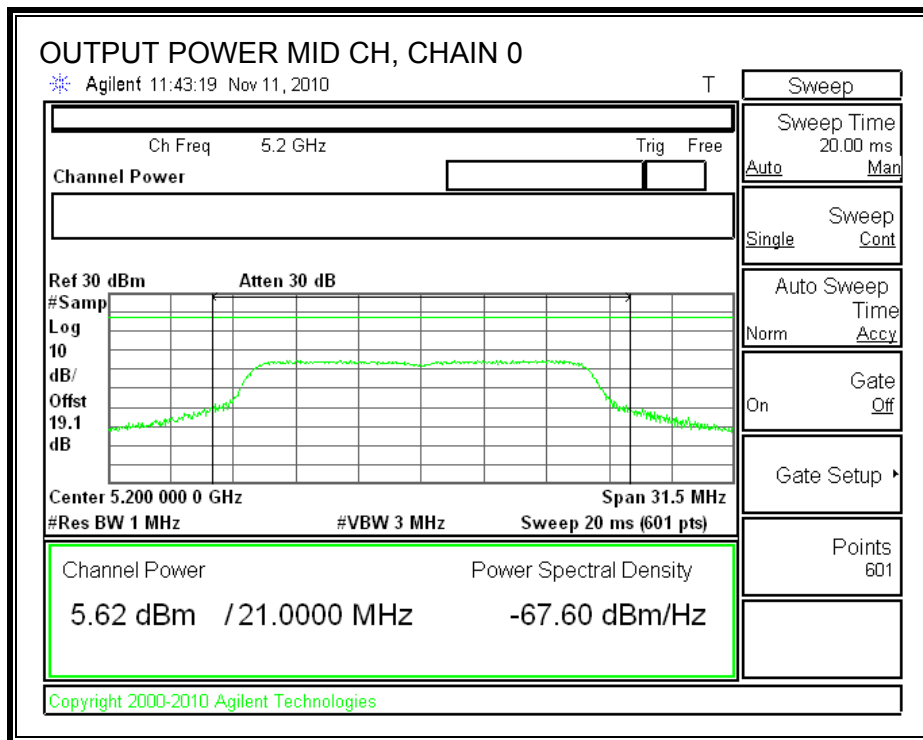 OUTPUT POWER MID CH, CHAIN 0
Agilent 11:43:19 Nov 11, 2010 T
Ch Freq 5.2 GHz Trig Free
Channel Power
Ref 30 dBm Atten 30 dB
#Samp
Log
10
dB/
Offst
19.1
dB
Center 5.200 000 0 GHz Span 31.5 MHz
#Res BW 1 MHz #VBW 3 MHz Sweep 20 ms (601 pts)
Channel Power Power Spectral Density
5.62 dBm / 21.0000 MHz -67.60 dBm/Hz
Copyright 2000-2010 Agilent Technologies
Sweep
Sweep Time
20.00 ms
Auto Man
Sweep
Single Cont
Auto Sweep
Time
Norm Accy
Gate
On Off
Gate Setup
Points
601